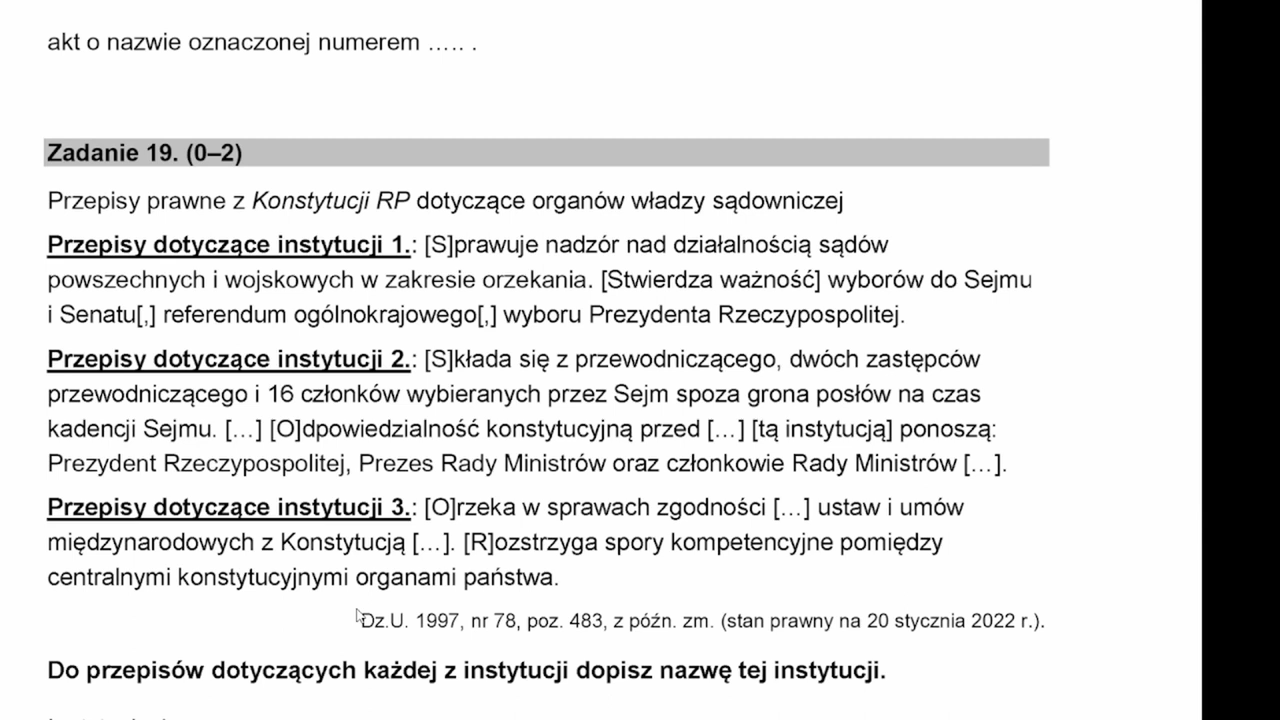 akt o nazwie oznaczonej numerem ….. .
Zadanie 19. (0–2)
Przepisy prawne z Konstytucji RP dotyczące organów władzy sądowniczej
Przepisy dotyczące instytucji 1.: [S]prawuje nadzór nad działalnością sądów
powszechnych i wojskowych w zakresie orzekania. [Stwierdza ważność] wyborów do Sejmu
i Senatu[,] referendum ogólnokrajowego[,] wyboru Prezydenta Rzeczypospolitej.
Przepisy dotyczące instytucji 2.: [S]kłada się z przewodniczącego, dwóch zastępców
przewodniczącego i 16 członków wybieranych przez Sejm spoza grona posłów na czas
kadencji Sejmu. […] [O]dpowiedzialność konstytucyjną przed […] [tą instytucją] ponoszą:
Prezydent Rzeczypospolitej, Prezes Rady Ministrów oraz członkowie Rady Ministrów […].
Przepisy dotyczące instytucji 3.: [O]rzeka w sprawach zgodności […] ustaw i umów
międzynarodowych z Konstytucją […]. [R]ozstrzyga spory kompetencyjne pomiędzy
centralnymi konstytucyjnymi organami państwa.
Dz.U. 1997, nr 78, poz. 483, z późn. zm. (stan prawny na 20 stycznia 2022 r.).
Do przepisów dotyczących każdej z instytucji dopisz nazwę tej instytucji.